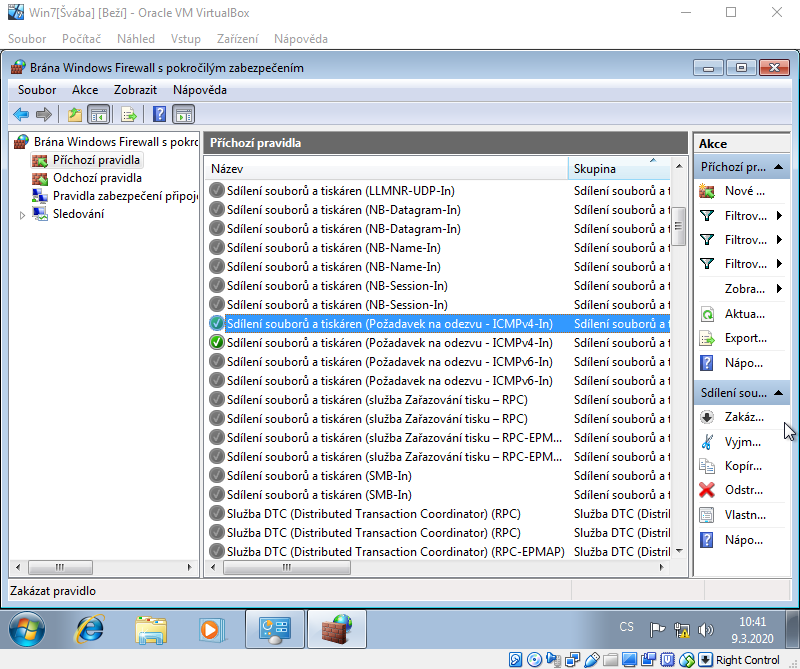 Win7[Švába] [Beží] - Oracle VM VirtualBox
Soubor Počítač Náhled Vstup Zařízení Nápověda
Brána Windows Firewall s pokročilým zabezpečením
Soubor Akce Zobrazit Nápověda
Brána Windows Firewall s pokro
Příchozí pravidla
Odchozí pravidla
Pravidla zabezpečení připoj
Sledování
Příchozí pravidla
Název Skupina
Sdílení souborů a tiskáren (LLMNR-UDP-In) Sdílení souborů a t
Sdílení souborů a tiskáren (NB-Datagram-In) Sdílení souborů a t
Sdílení souborů a tiskáren (NB-Datagram-In) Sdílení souborů a t
Sdílení souborů a tiskáren (NB-Name-In) Sdílení souborů a t
Sdílení souborů a tiskáren (NB-Name-In) Sdílení souborů a t
Sdílení souborů a tiskáren (NB-Session-In) Sdílení souborů a t
Sdílení souborů a tiskáren (NB-Session-In) Sdílení souborů a t
Sdílení souborů a tiskáren (Požadavek na odezvu - ICMPv4-In) Sdílení souborů a t
Sdílení souborů a tiskáren (Požadavek na odezvu - ICMPv4-In) Sdílení souborů a t
Sdílení souborů a tiskáren (Požadavek na odezvu - ICMPv6-In) Sdílení souborů a t
Sdílení souborů a tiskáren (Požadavek na odezvu - ICMPv6-In) Sdílení souborů a t
Sdílení souborů a tiskáren (služba Zařazování tisku – RPC) Sdílení souborů a t
Sdílení souborů a tiskáren (služba Zařazování tisku – RPC) Sdílení souborů a t
Sdílení souborů a tiskáren (služba Zařazování tisku – RPC-EPM... Sdílení souborů a t
Sdílení souborů a tiskáren (služba Zařazování tisku – RPC-EPM... Sdílení souborů a t
Sdílení souborů a tiskáren (SMB-In) Sdílení souborů a t
Sdílení souborů a tiskáren (SMB-In) Sdílení souborů a t
Služba DTC (Distributed Transaction Coordinator) (RPC) Služba DTC (Distril
Služba DTC (Distributed Transaction Coordinator) (RPC) Služba DTC (Distril
Služba DTC (Distributed Transaction Coordinator) (RPC-EPMAP) Služba DTC (Distril
Akce
Příchozí pr...
Nové ...
Filtrov...
Filtrov...
Filtrov...
Zobra...
Aktua...
Export...
Nápo...
Sdílení sou...
Zakáz...
Vyjm...
Kopír...
Odstr...
Vlastn...
Nápo...
Zakázat pravidlo
CS
10:41
9.3.2020
Right Control